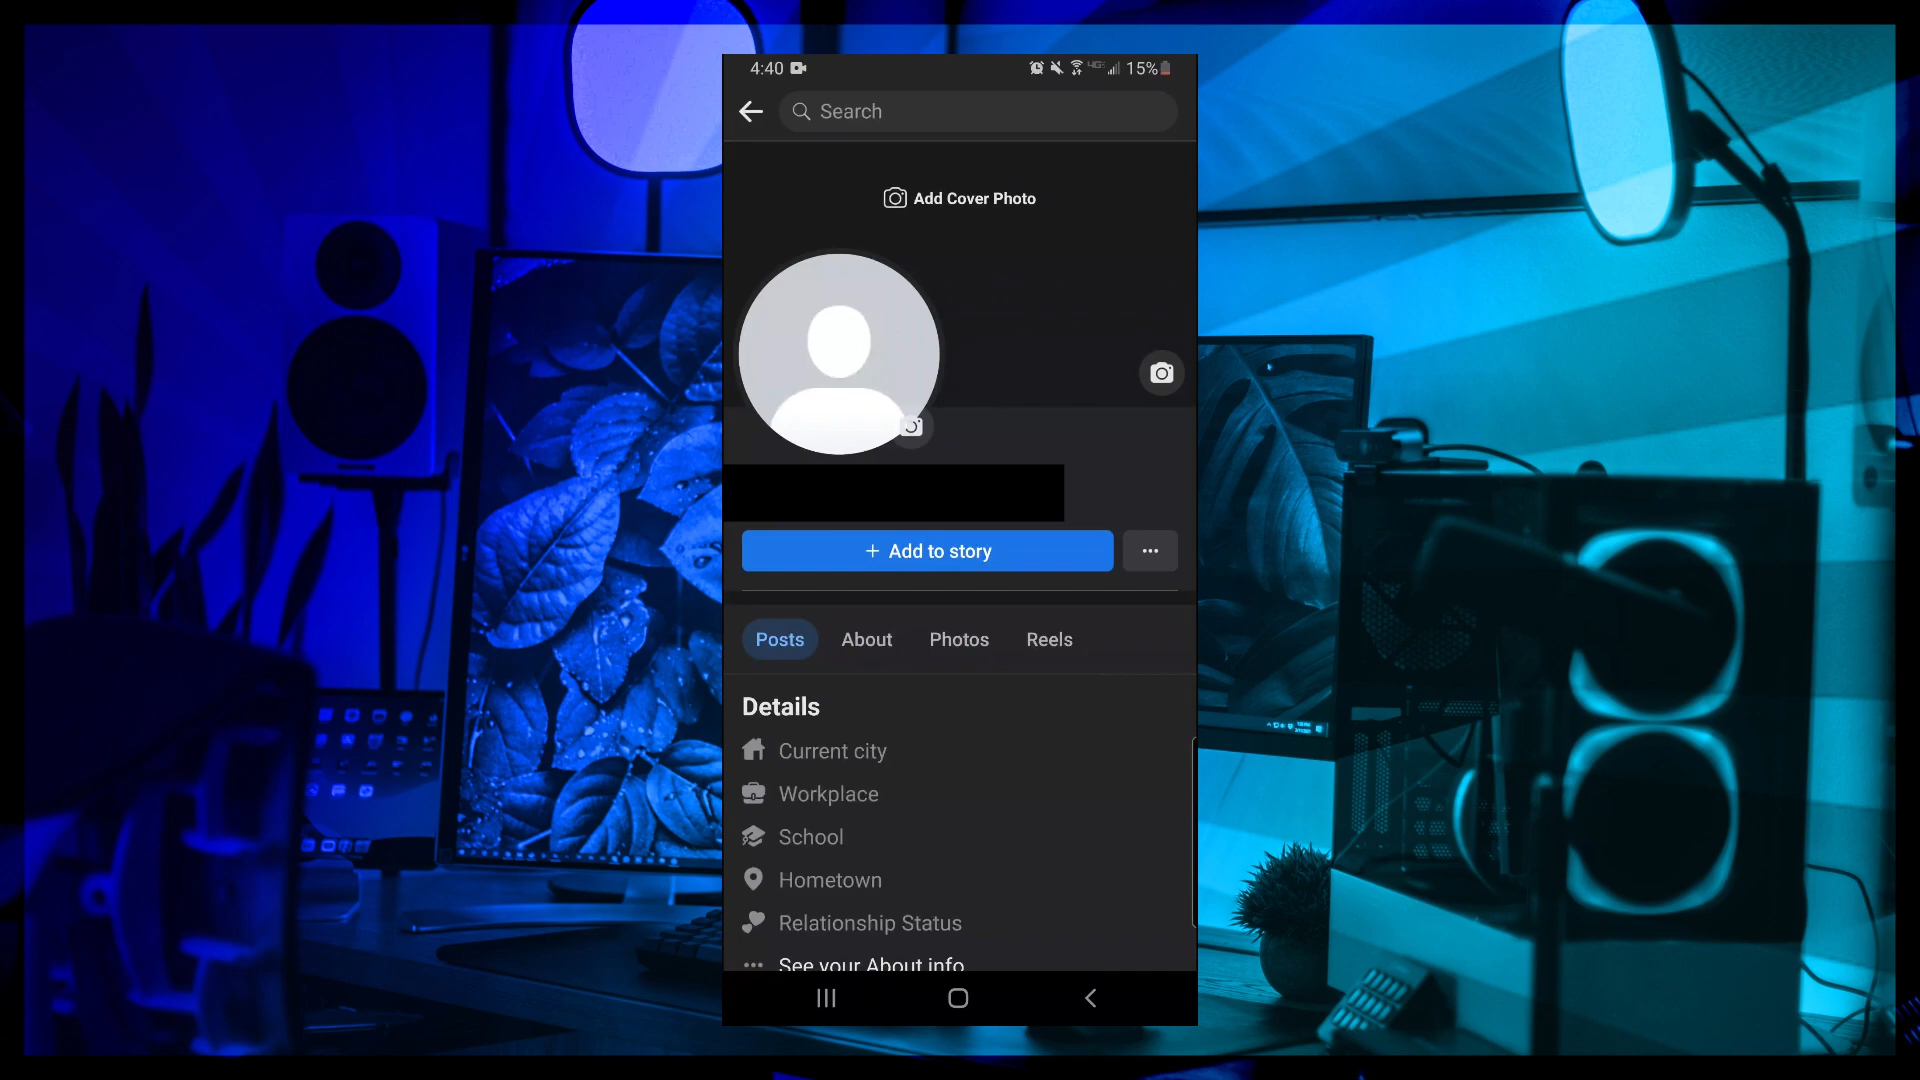 4:40
15%
Search
Add Cover Photo
+ Add to story
Posts
About
Photos
Reels
Details
Current city
Workplace
School
Hometown
Relationship Status
See your About info